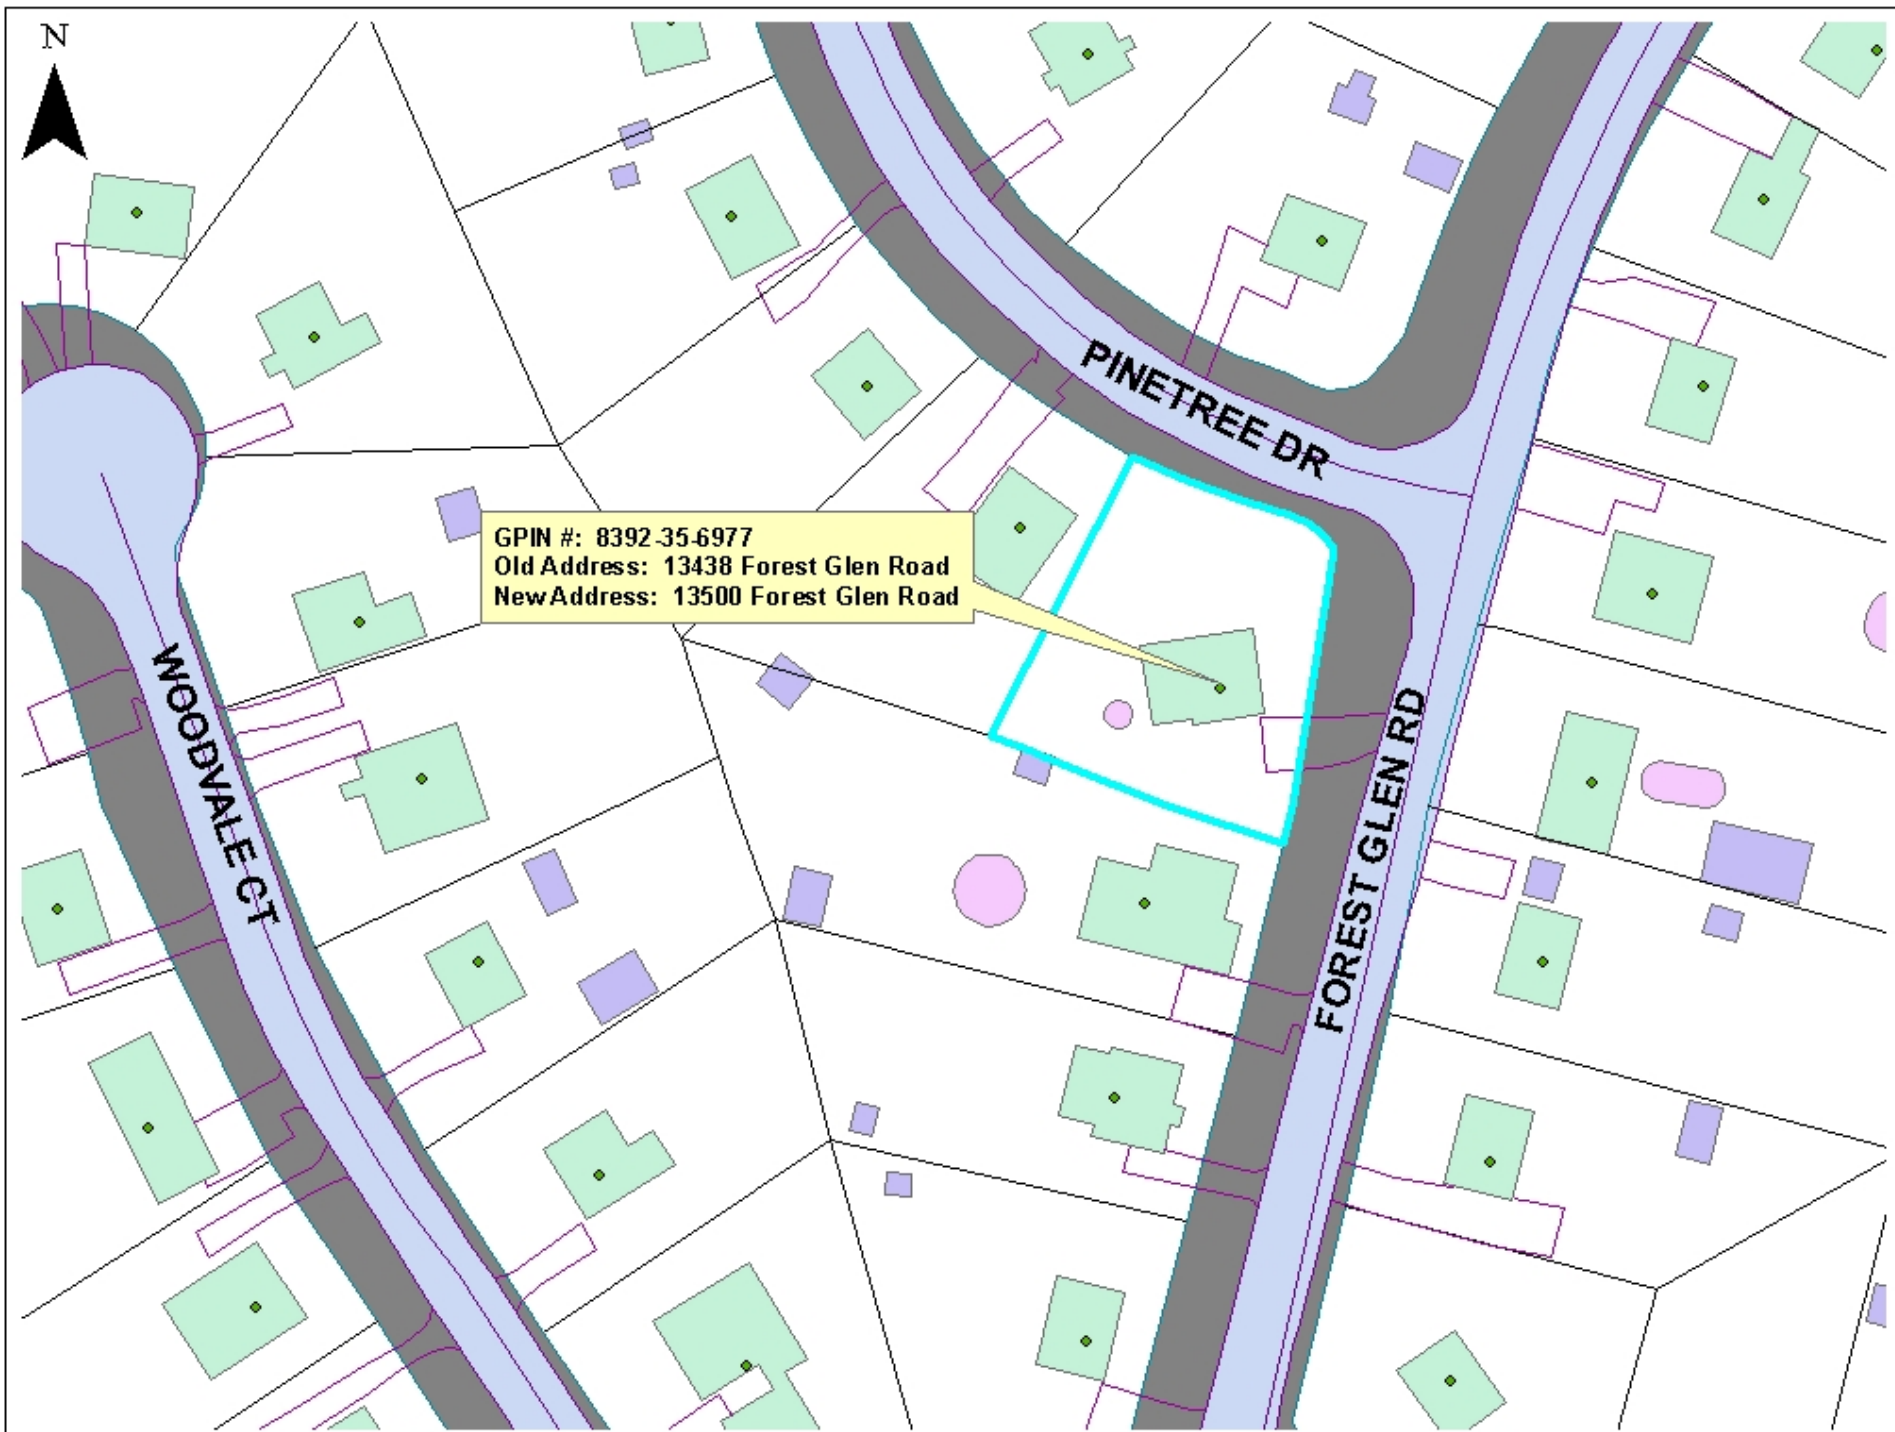 N
PINETREE DR
GPIN #: 8392-35-6977
Old Address: 13438 Forest Glen Road
New Address: 13500 Forest Glen Road
WOODVALE CT
FOREST GLEN RD